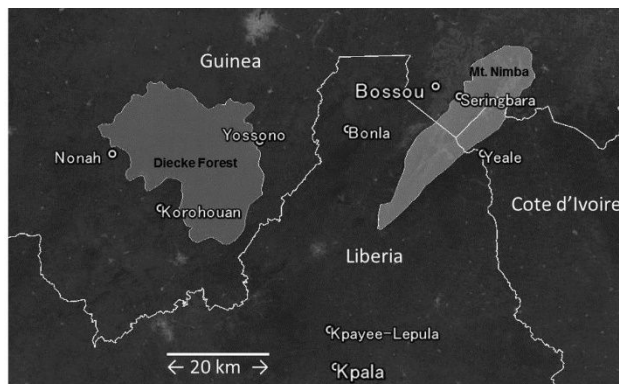 Guinea
Mt. Nimba
Bossou
Seringbara
Yossono
Bonla
Nonah
Diecke Forest
Yeale
Korohouan
Cote d’Ivoire
Liberia
Kpayee-Lepula
← 20 km →
Kpala